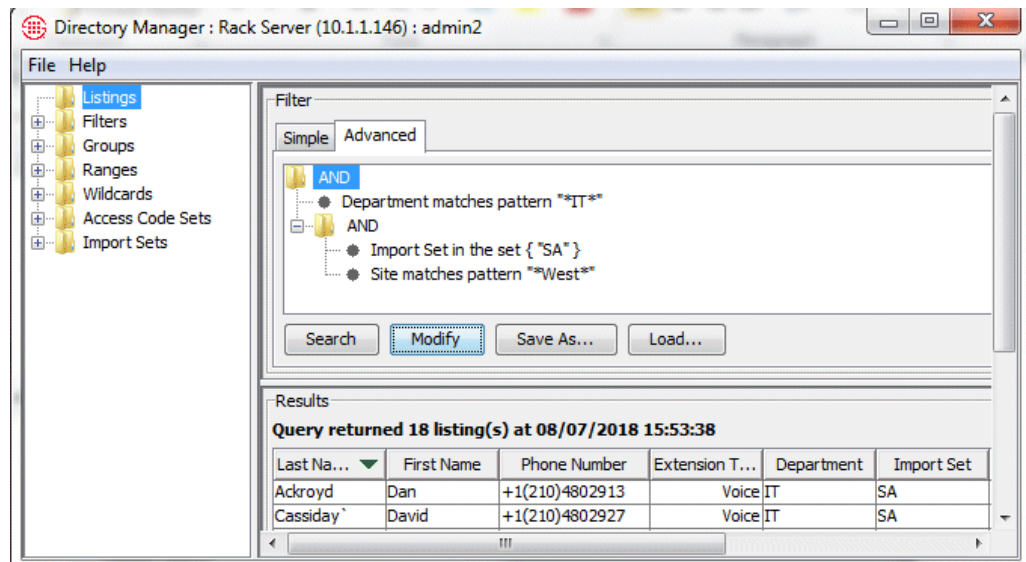 Directory Manager : Rack Server (10.1.1.146) : admin2
File Help
Listings
Filters
Groups
Ranges
Wildcards
Access Code Sets
Import Sets
Filter
Simple Advanced
AND
Department matches pattern "*IT*"
AND
Import Set in the set { "SA" }
Site matches pattern "*West*"
Search Modify Save As... Load...
Results
Query returned 18 listing(s) at 08/07/2018 15:53:38
Last Na... First Name Phone Number Extension T... Department Import Set
Ackroyd Dan +1(210)4802913 Voice IT SA
Cassiday` David +1(210)4802927 Voice IT SA